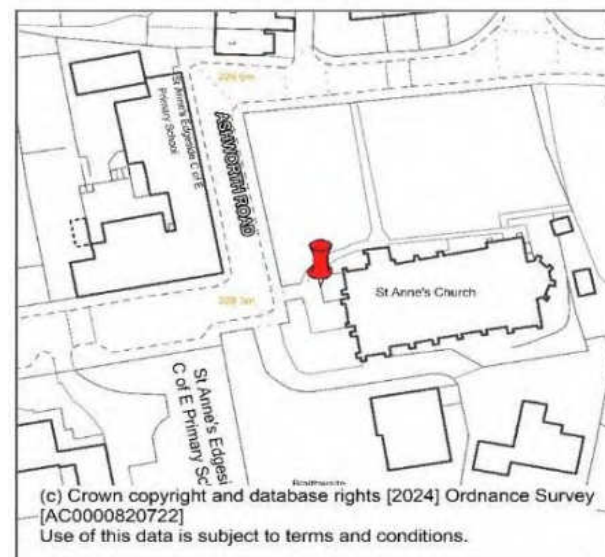 St Anne's Edgeside C of E
Primary School
ASHWORTH ROAD
St Anne's Church
St Anne's Edgesi
C of E Primary Sc
(c) Crown copyright and database rights [2024] Ordnance Survey
[AC0000820722]
Use of this data is subject to terms and conditions.